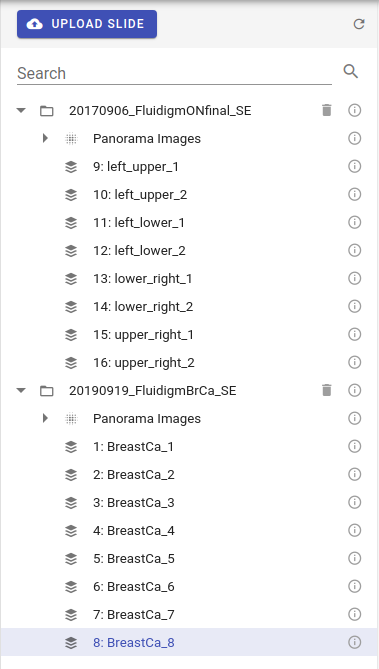 UPLOAD SLIDE
Search
20170906_FluidigmONfinal_SE
Panorama Images
9: left_upper_1
10: left_upper_2
11: left_lower_1
12: left_lower_2
13: lower_right_1
14: lower_right_2
15: upper_right_1
16: upper_right_2
20190919_FluidigmBrCa_SE
Panorama Images
1: BreastCa_1
2: BreastCa_2
3: BreastCa_3
4: BreastCa_4
5: BreastCa_5
6: BreastCa_6
7: BreastCa_7
8: BreastCa_8